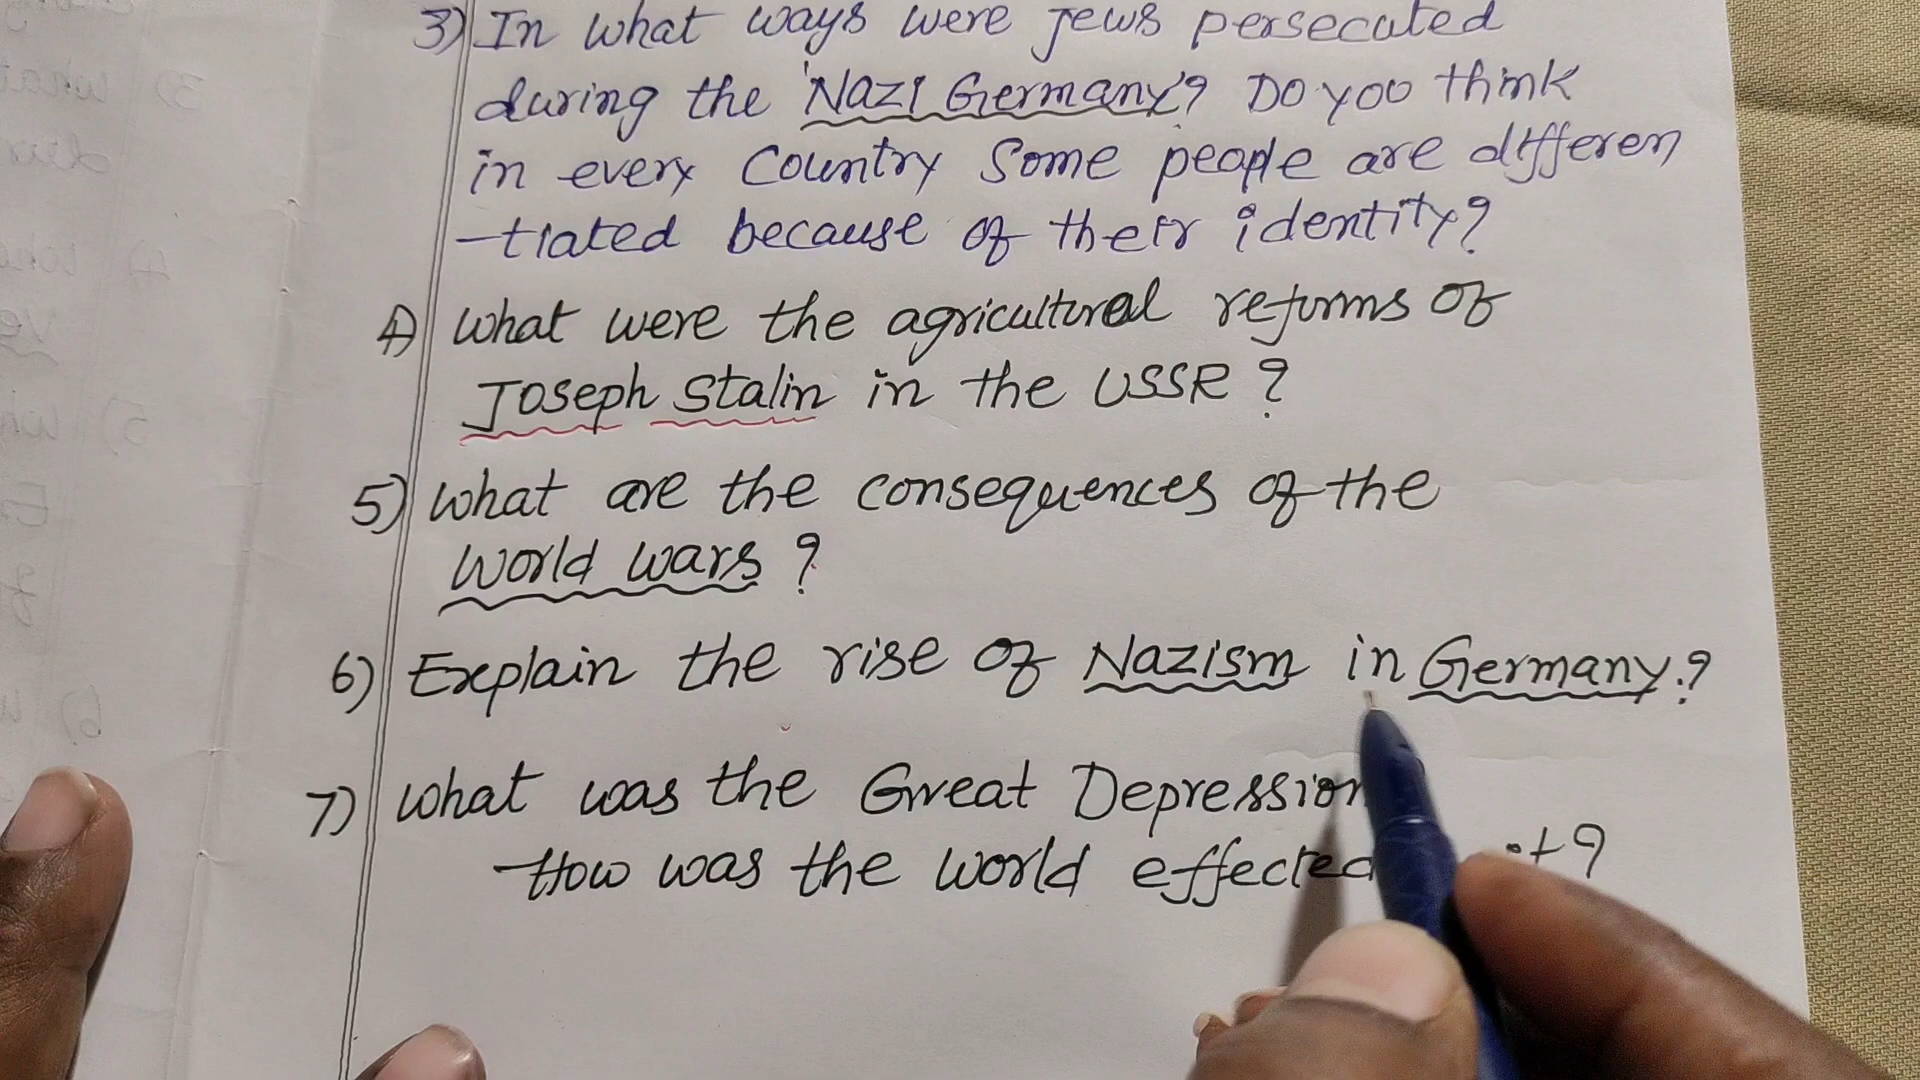 3) In what ways were Jews persecuted
during the 'Nazi Germany'? Do yoo think
in every Country Some people are differen
-tiated because of their identity?
4) What were the agricultural reforms of
Joseph Stalin in the USSR ?
5) What are the consequences of the
World wars ?
6) Explain the rise of Nazism in Germany.?
7) What was the Great Depression
How was the world effected